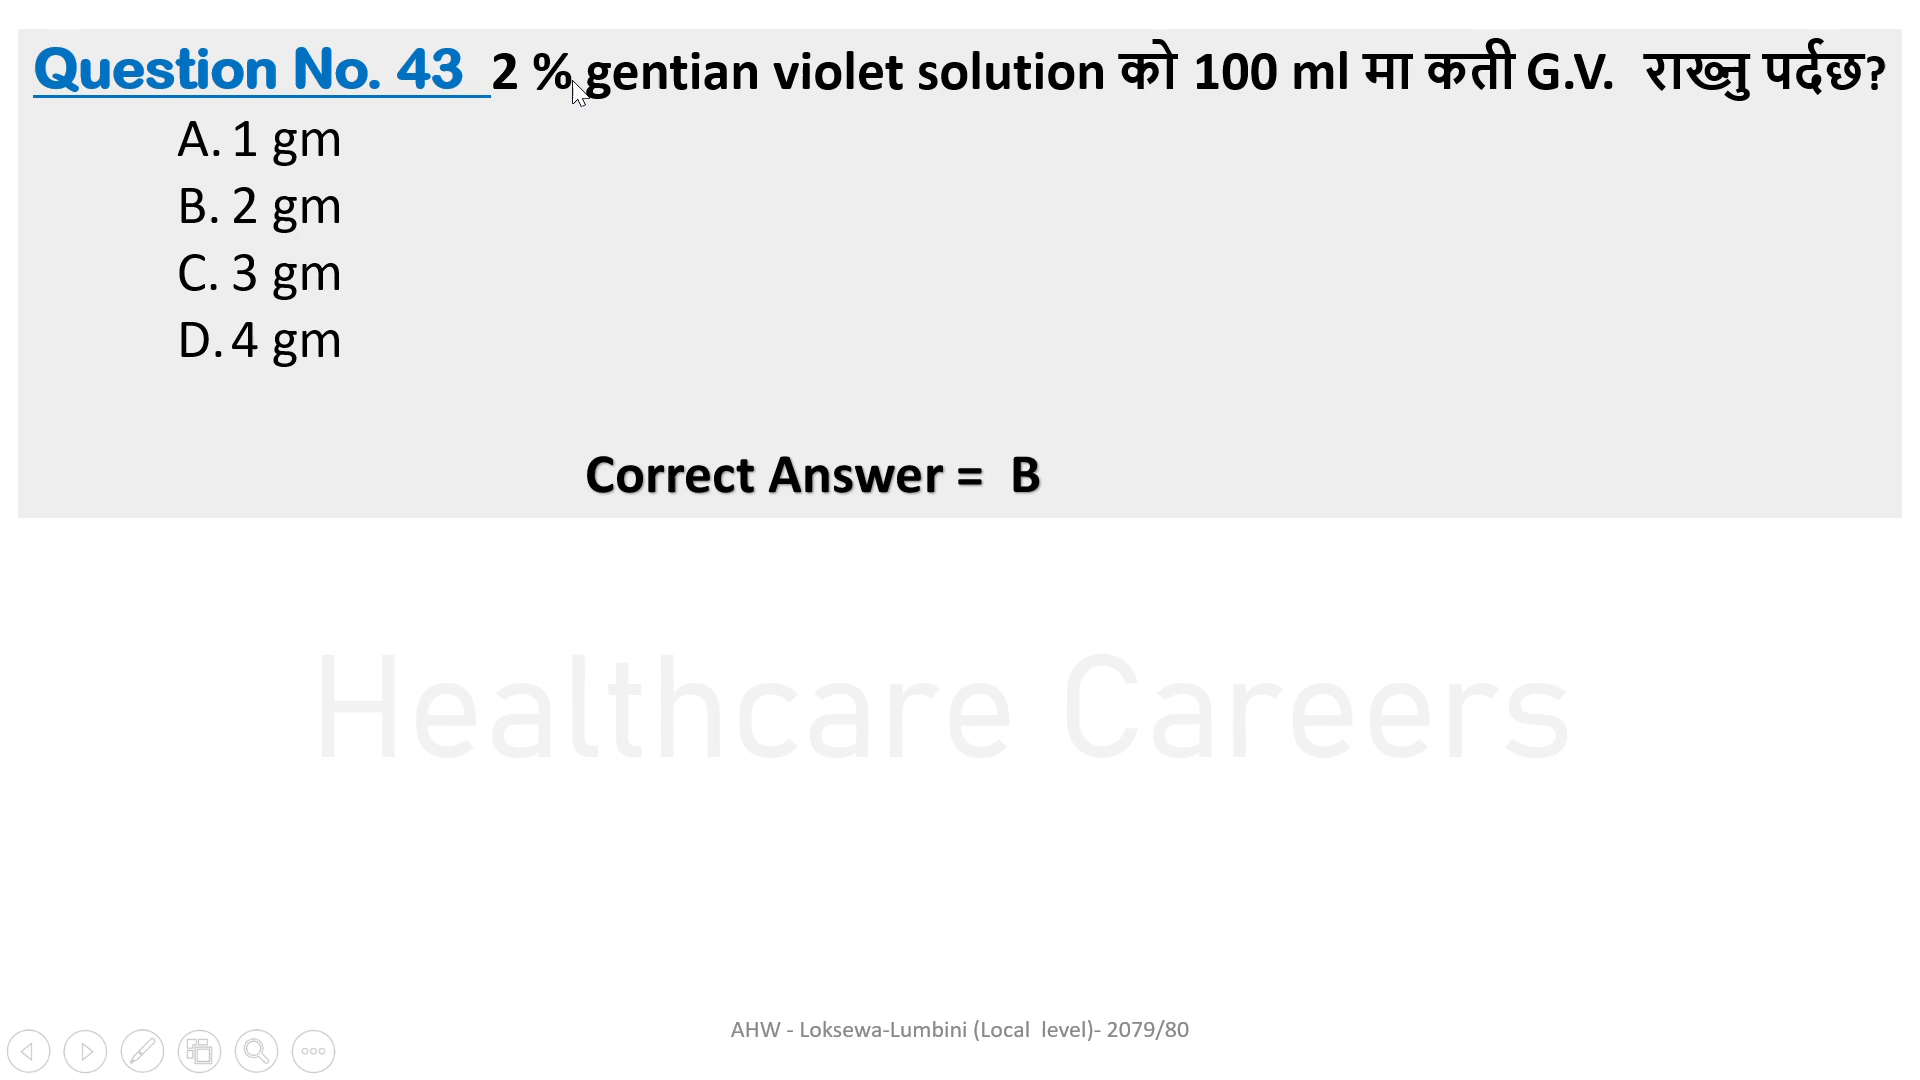 Question No. 43 2 % gentian violet solution को 100 ml मा कती G.V. राख्नु पर्दछ?
A. 1 gm
B. 2 gm
C. 3 gm
D. 4 gm
Correct Answer = B
Healthcare Careers
AHW - Loksewa-Lumbini (Local level)- 2079/80